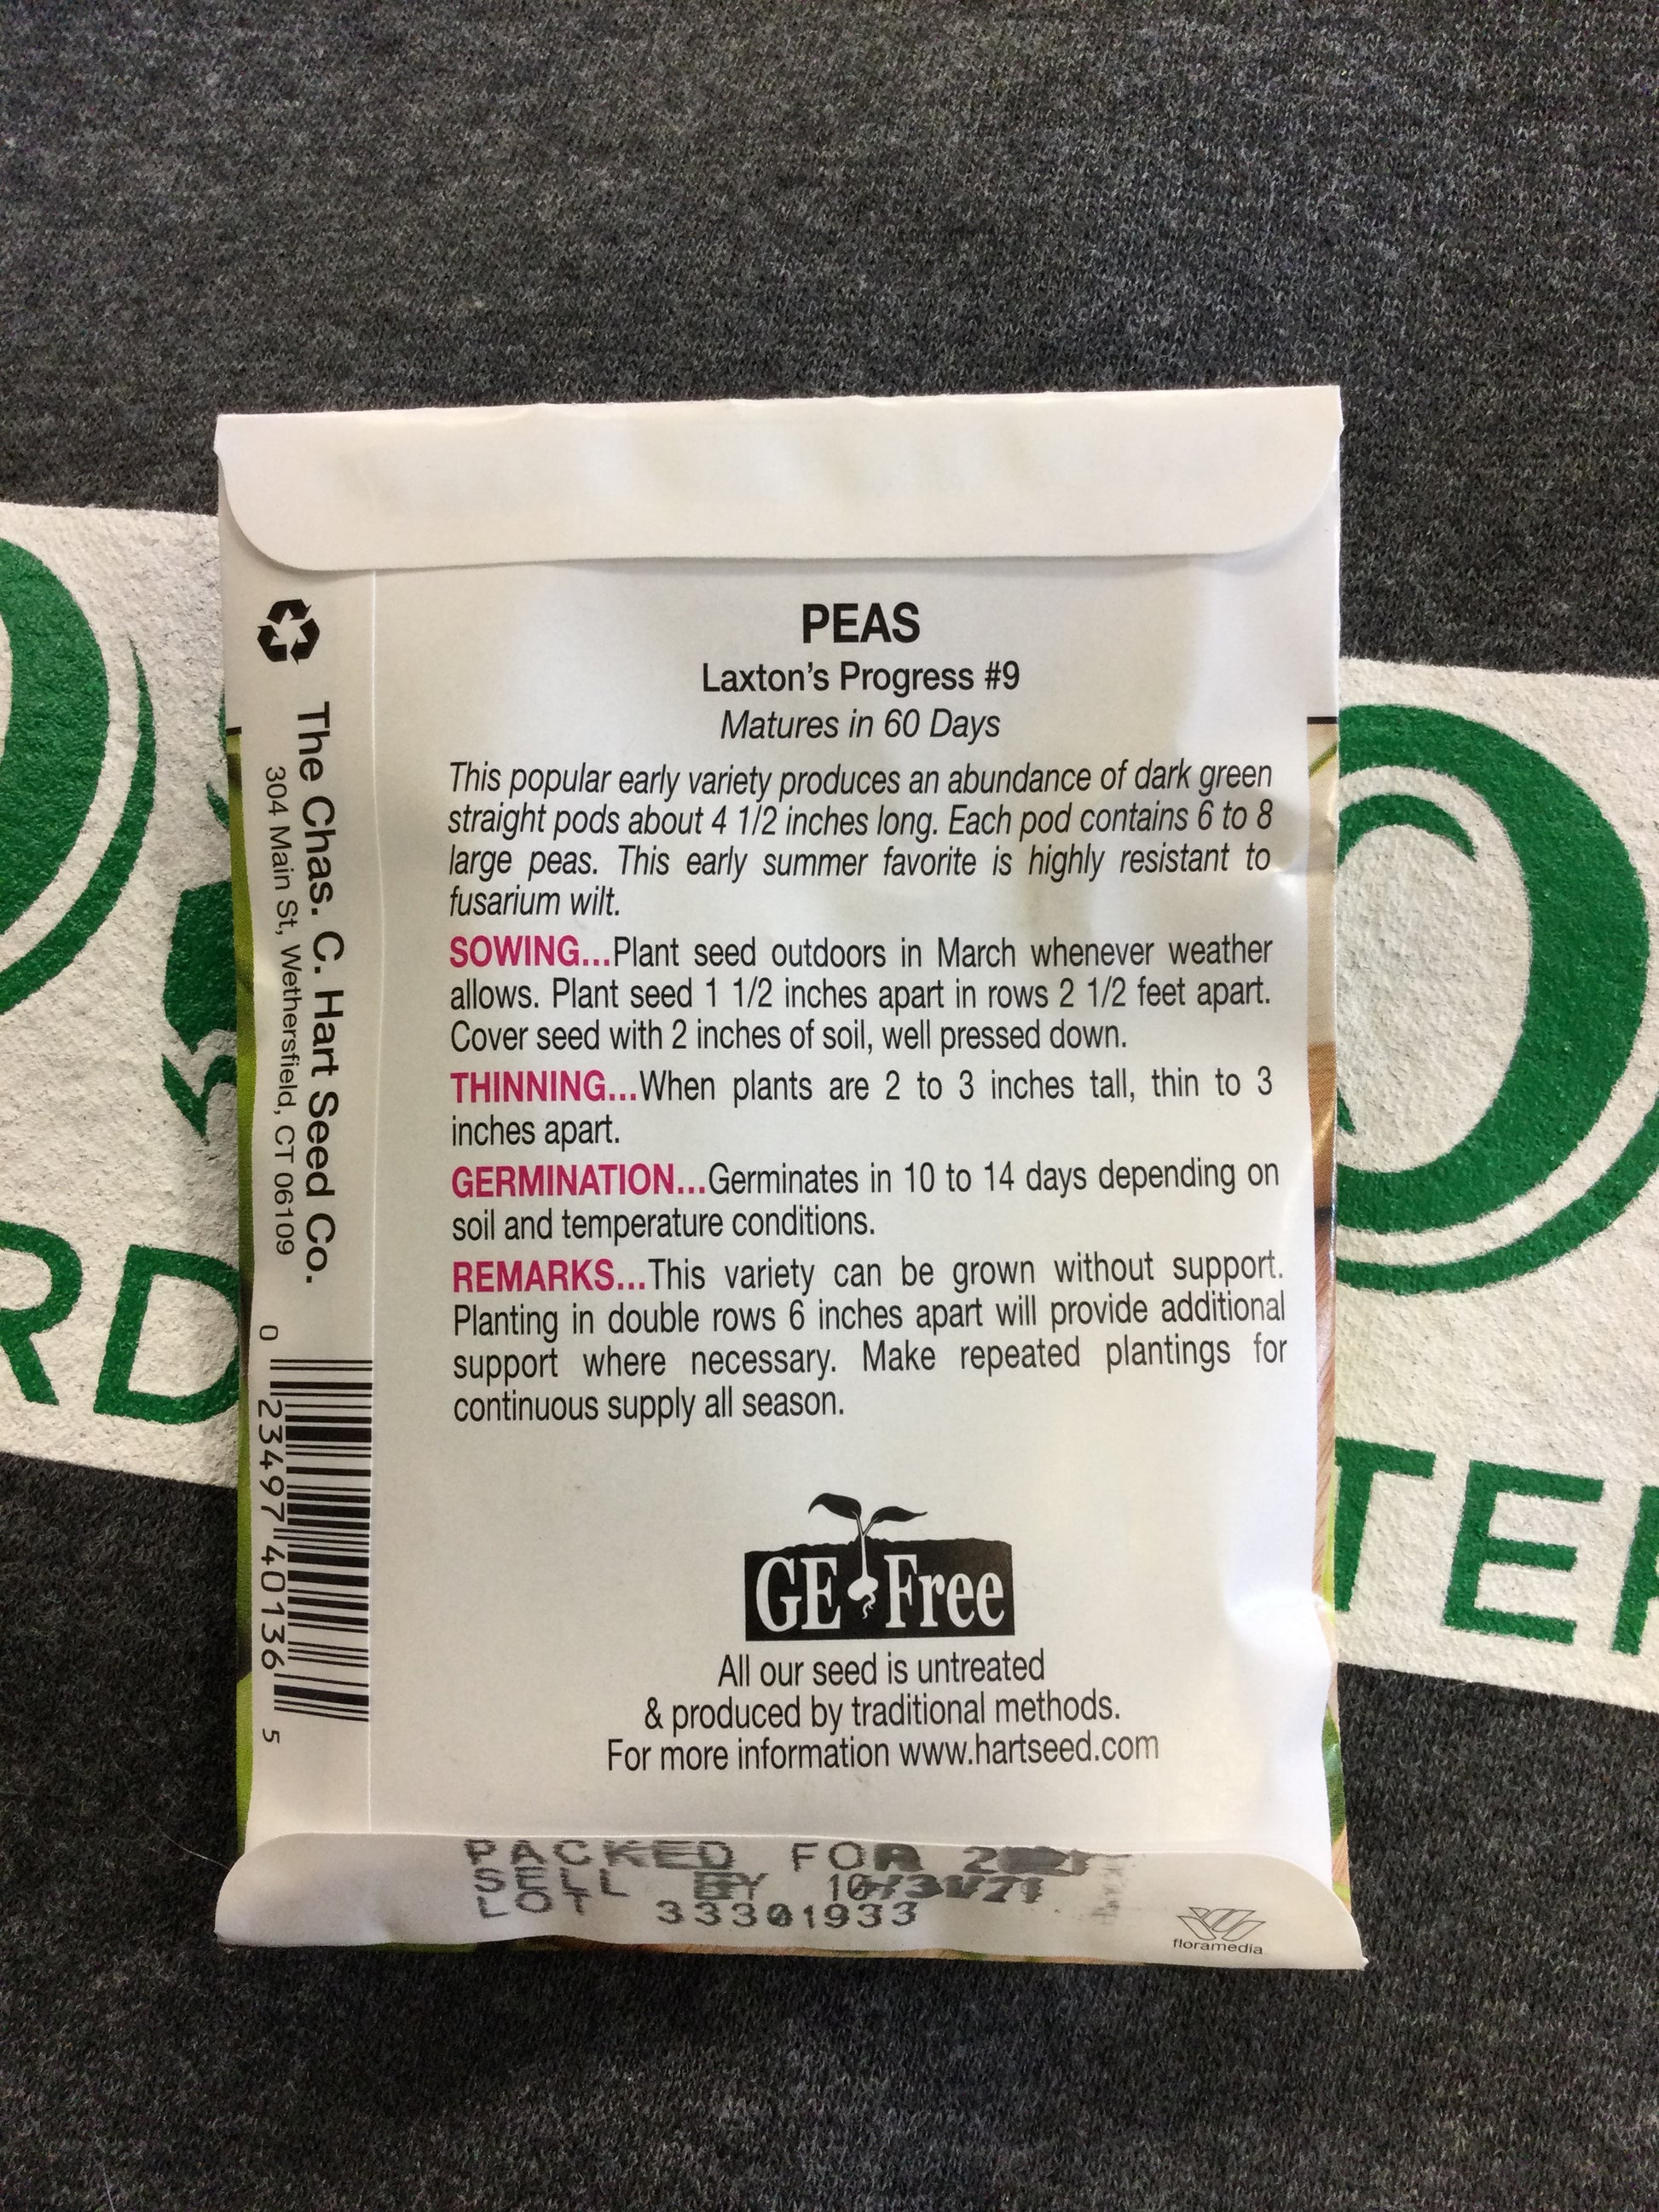 PEAS
Laxton's Progress #9
Matures in 60 Days
This popular early variety produces an abundance of dark green
straight pods about 4 1/2 inches long. Each pod contains 6 to 8
large peas. This early summer favorite is highly resistant to
fusarium wilt.
SOWING...Plant seed outdoors in March whenever weather
allows. Plant seed 1 1/2 inches apart in rows 2 1/2 feet apart.
Cover seed with 2 inches of soil, well pressed down.
THINNING...When plants are 2 to 3 inches tall, thin to 3
inches apart.
GERMINATION...Germinates in 10 to 14 days depending on
soil and temperature conditions.
REMARKS...This variety can be grown without support.
Planting in double rows 6 inches apart will provide additional
support where necessary. Make repeated plantings for
continuous supply all season.
GE Free
All our seed is untreated
& produced by traditional methods.
For more information www.hartseed.com
PACKED FOR
SELL BY
LOT 33301933
floramedia
The Chas. C. Hart Seed Co.
304 Main St, Wethersfield, CT 06109
0 23497 40136 5
RD
TE